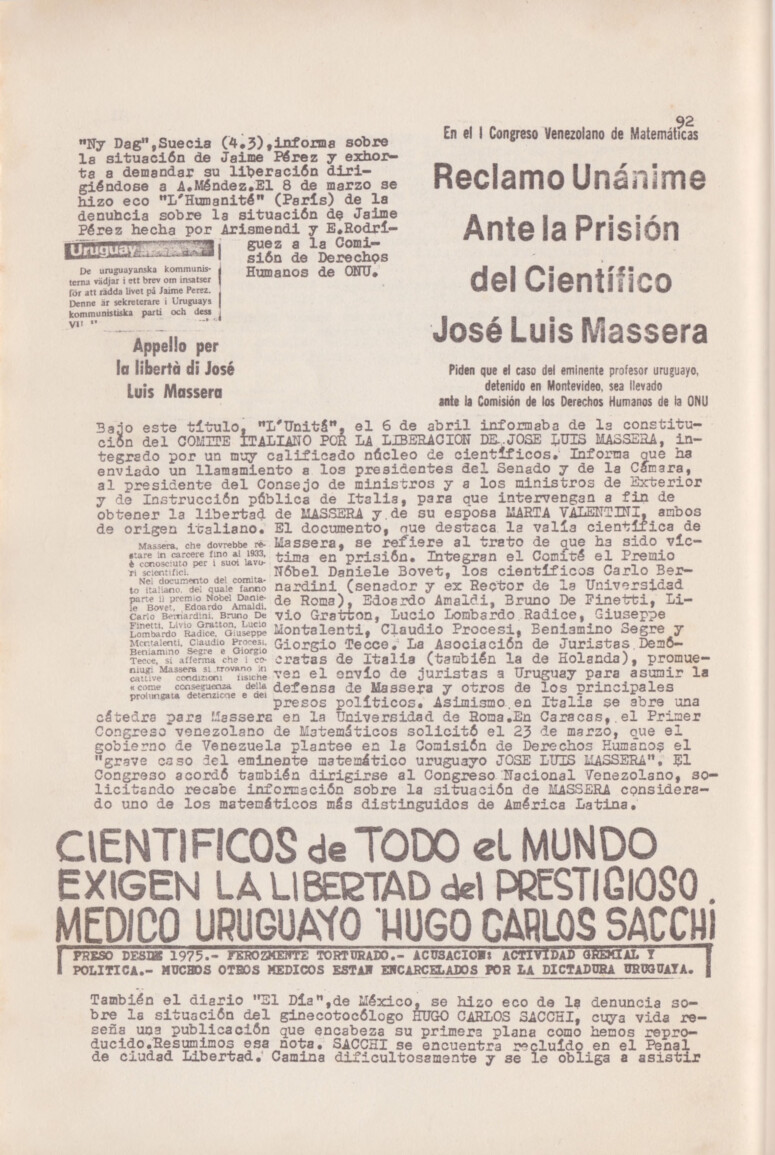 92
"Ny Dag",Suecia (4.3),informa sobre
la situación de Jaime Pérez y exhor-
ta a demandar su liberación diri-
giéndose a A.Méndez.El 8 de marzo se
hizo eco "L'Humanité" (París) de la
denuncia sobre la situación de Jaime
Pérez hecha por Arismendi y E.Rodrí-
guez a la Comi-
sión de Derechos
Humanos de ONU.
Uruguay
De uruguayanska kommunis-
terna vädjar i ett brev om insatser
för att rädda livet på Jaime Perez.
Denne är sekreterare i Uruguays
kommunistiska parti och dess
Appello per
la libertà di José
Luis Massera
En el I Congreso Venezolano de Matemáticas
Reclamo Unánime
Ante la Prisión
del Científico
José Luis Massera
Piden que el caso del eminente profesor uruguayo,
detenido en Montevideo, sea llevado
ante la Comisión de los Derechos Humanos de la ONU
Bajo este título, "L'Unitá", el 6 de abril informaba de la constitu-
ción del COMITE ITALIANO POR LA LIBERACION DE JOSE LUIS MASSERA, in-
tegrado por un muy calificado núcleo de científicos. Informa que ha
enviado un llamamiento a los presidentes del Senado y de la Cámara,
al presidente del Consejo de ministros y a los ministros de Exterior
y de Instrucción pública de Italia, para que intervengan a fin de
obtener la libertad de MASSERA y de su esposa MARTA VALENTINI, ambos
de origen italiano. El documento, que destaca la valía científica de
Massera, se refiere al trato de que ha sido víc-
tima en prisión. Integran el Comité el Premio
Nóbel Daniele Bovet, los científicos Carlo Ber-
nardini (senador y ex Rector de la Universidad
de Roma), Edoardo Amaldi, Bruno De Finetti, Li-
vio Gratton, Lucio Lombardo Radice, Giuseppe
Montalenti, Claudio Procesi, Beniamino Segre y
Giorgio Tecce. La Asociación de Juristas Demó-
cratas de Italia (también la de Holanda), promue-
ven el envío de juristas a Uruguay para asumir la
defensa de Massera y otros de los principales
presos políticos. Asimismo en Italia se abre una
Massera, che dovrebbe re-
stare in carcere fino al 1933,
è conosciuto per i suoi lavo-
ri scientifici.
Nel documento del comita-
to italiano, del quale fanno
parte il premio Nobel Danie-
le Bovet, Edoardo Amaldi,
Carlo Bernardini, Bruno De
Finetti, Livio Gratton, Lucio
Lombardo Radice, Giuseppe
Montalenti, Claudio Procesi,
Beniamino Segre e Giorgio
Tecce, si afferma che i co-
niugi Massera si trovano in
cattive condizioni fisiche
« come conseguenza della
prolungata detenzione e dei
cátedra para Massera en la Universidad de Roma.En Caracas, el Primer
Congreso venezolano de Matemáticos solicitó el 23 de marzo, que el
gobierno de Venezuela plantee en la Comisión de Derechos Humanos el
"grave caso del eminente matemático uruguayo JOSE LUIS MASSERA". El
Congreso acordó también dirigirse al Congreso Nacional Venezolano, so-
licitando recabe información sobre la situación de MASSERA considera-
do uno de los matemáticos más distinguidos de América Latina.
CIENTIFICOS de TODO el MUNDO
EXIGEN LA LIBERTAD del PRESTIGIOSO
MEDICO URUGUAYO HUGO CARLOS SACCHI
PRESO DESDE 1975.- FEROZMENTE TORTURADO.- ACUSACION: ACTIVIDAD GREMIAL Y
POLITICA.- MUCHOS OTROS MEDICOS ESTAN ENCARCELADOS POR LA DICTADURA URUGUAYA.
También el diario "El Día",de México, se hizo eco de la denuncia so-
bre la situación del ginecotocólogo HUGO CARLOS SACCHI, cuya vida re-
seña una publicación que encabeza su primera plana como hemos repro-
ducido.Resumimos esa nota. SACCHI se encuentra recluído en el Penal
de ciudad Libertad. Camina dificultosamente y se le obliga a asistir